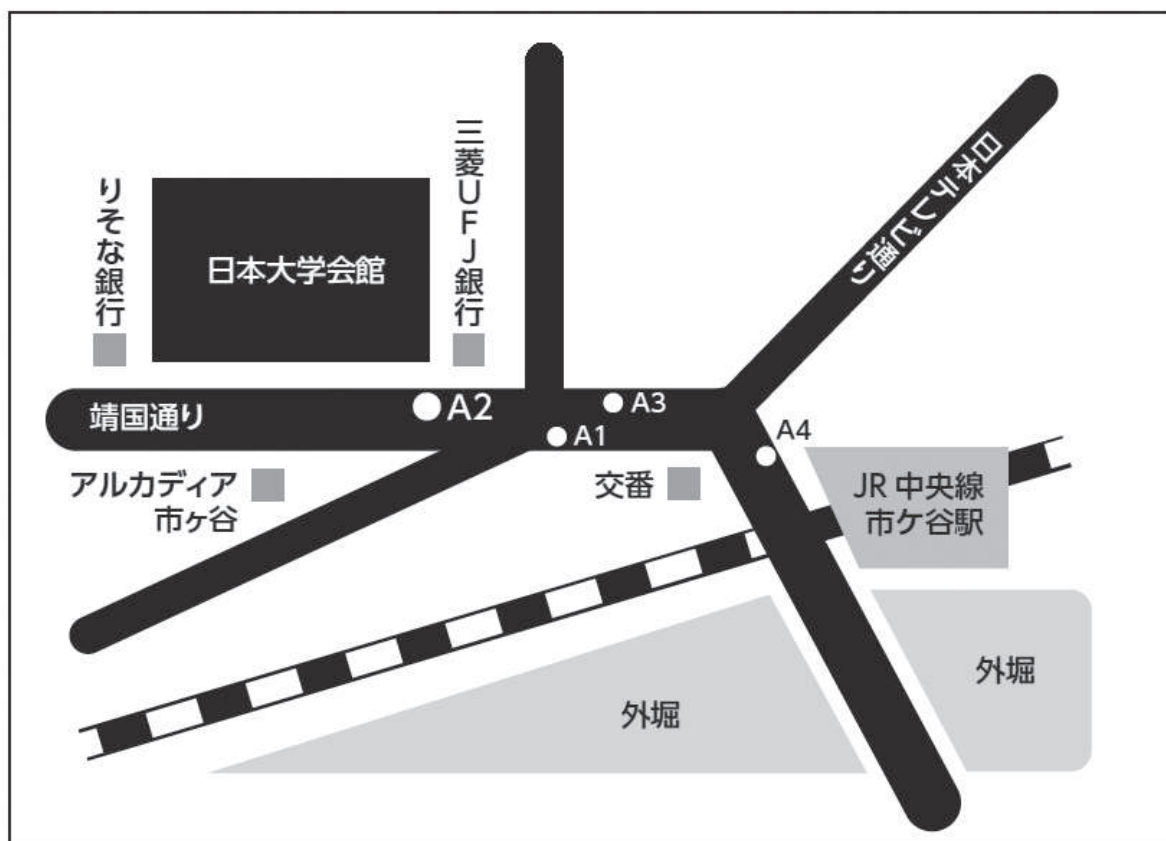 三菱UFJ銀行
りそな銀行
日本大学会館
日本テレビ通り
靖国通り
A2
A3
A1
A4
アルカディア
市ヶ谷
交番
JR 中央線
市ケ谷駅
外堀
外堀